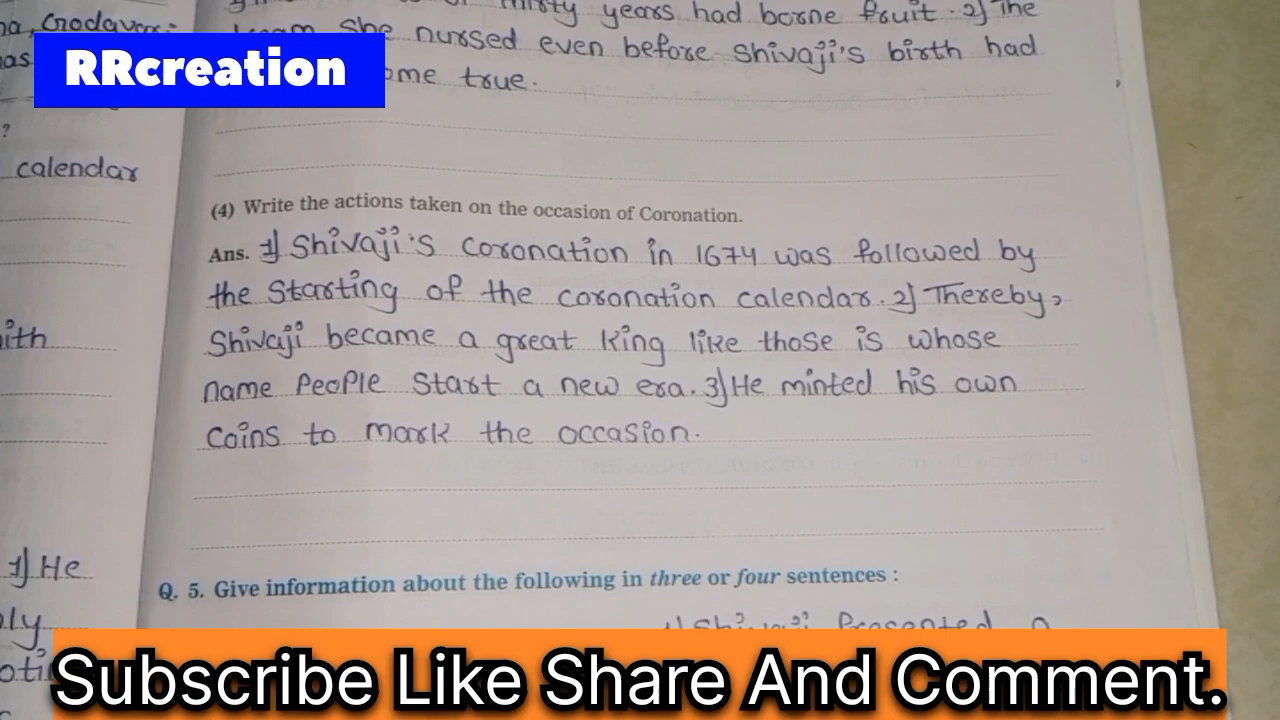 thirsty years had borne fruit. 2) The
na, Godavari
RRcreation
she nursed even before Shivaji's birth had
true.
?
calendar
(4) Write the actions taken on the occasion of Coronation.
Ans. 1) Shivaji's coronation in 1674 was followed by
the starting of the coronation calendar. 2) Thereby,
Shivaji became a great king like those is whose
name People start a new era. 3) He minted his own
coins to mark the occasion.
1) He
Q. 5. Give information about the following in three or four sentences :
Presented a
Subscribe Like Share And Comment.